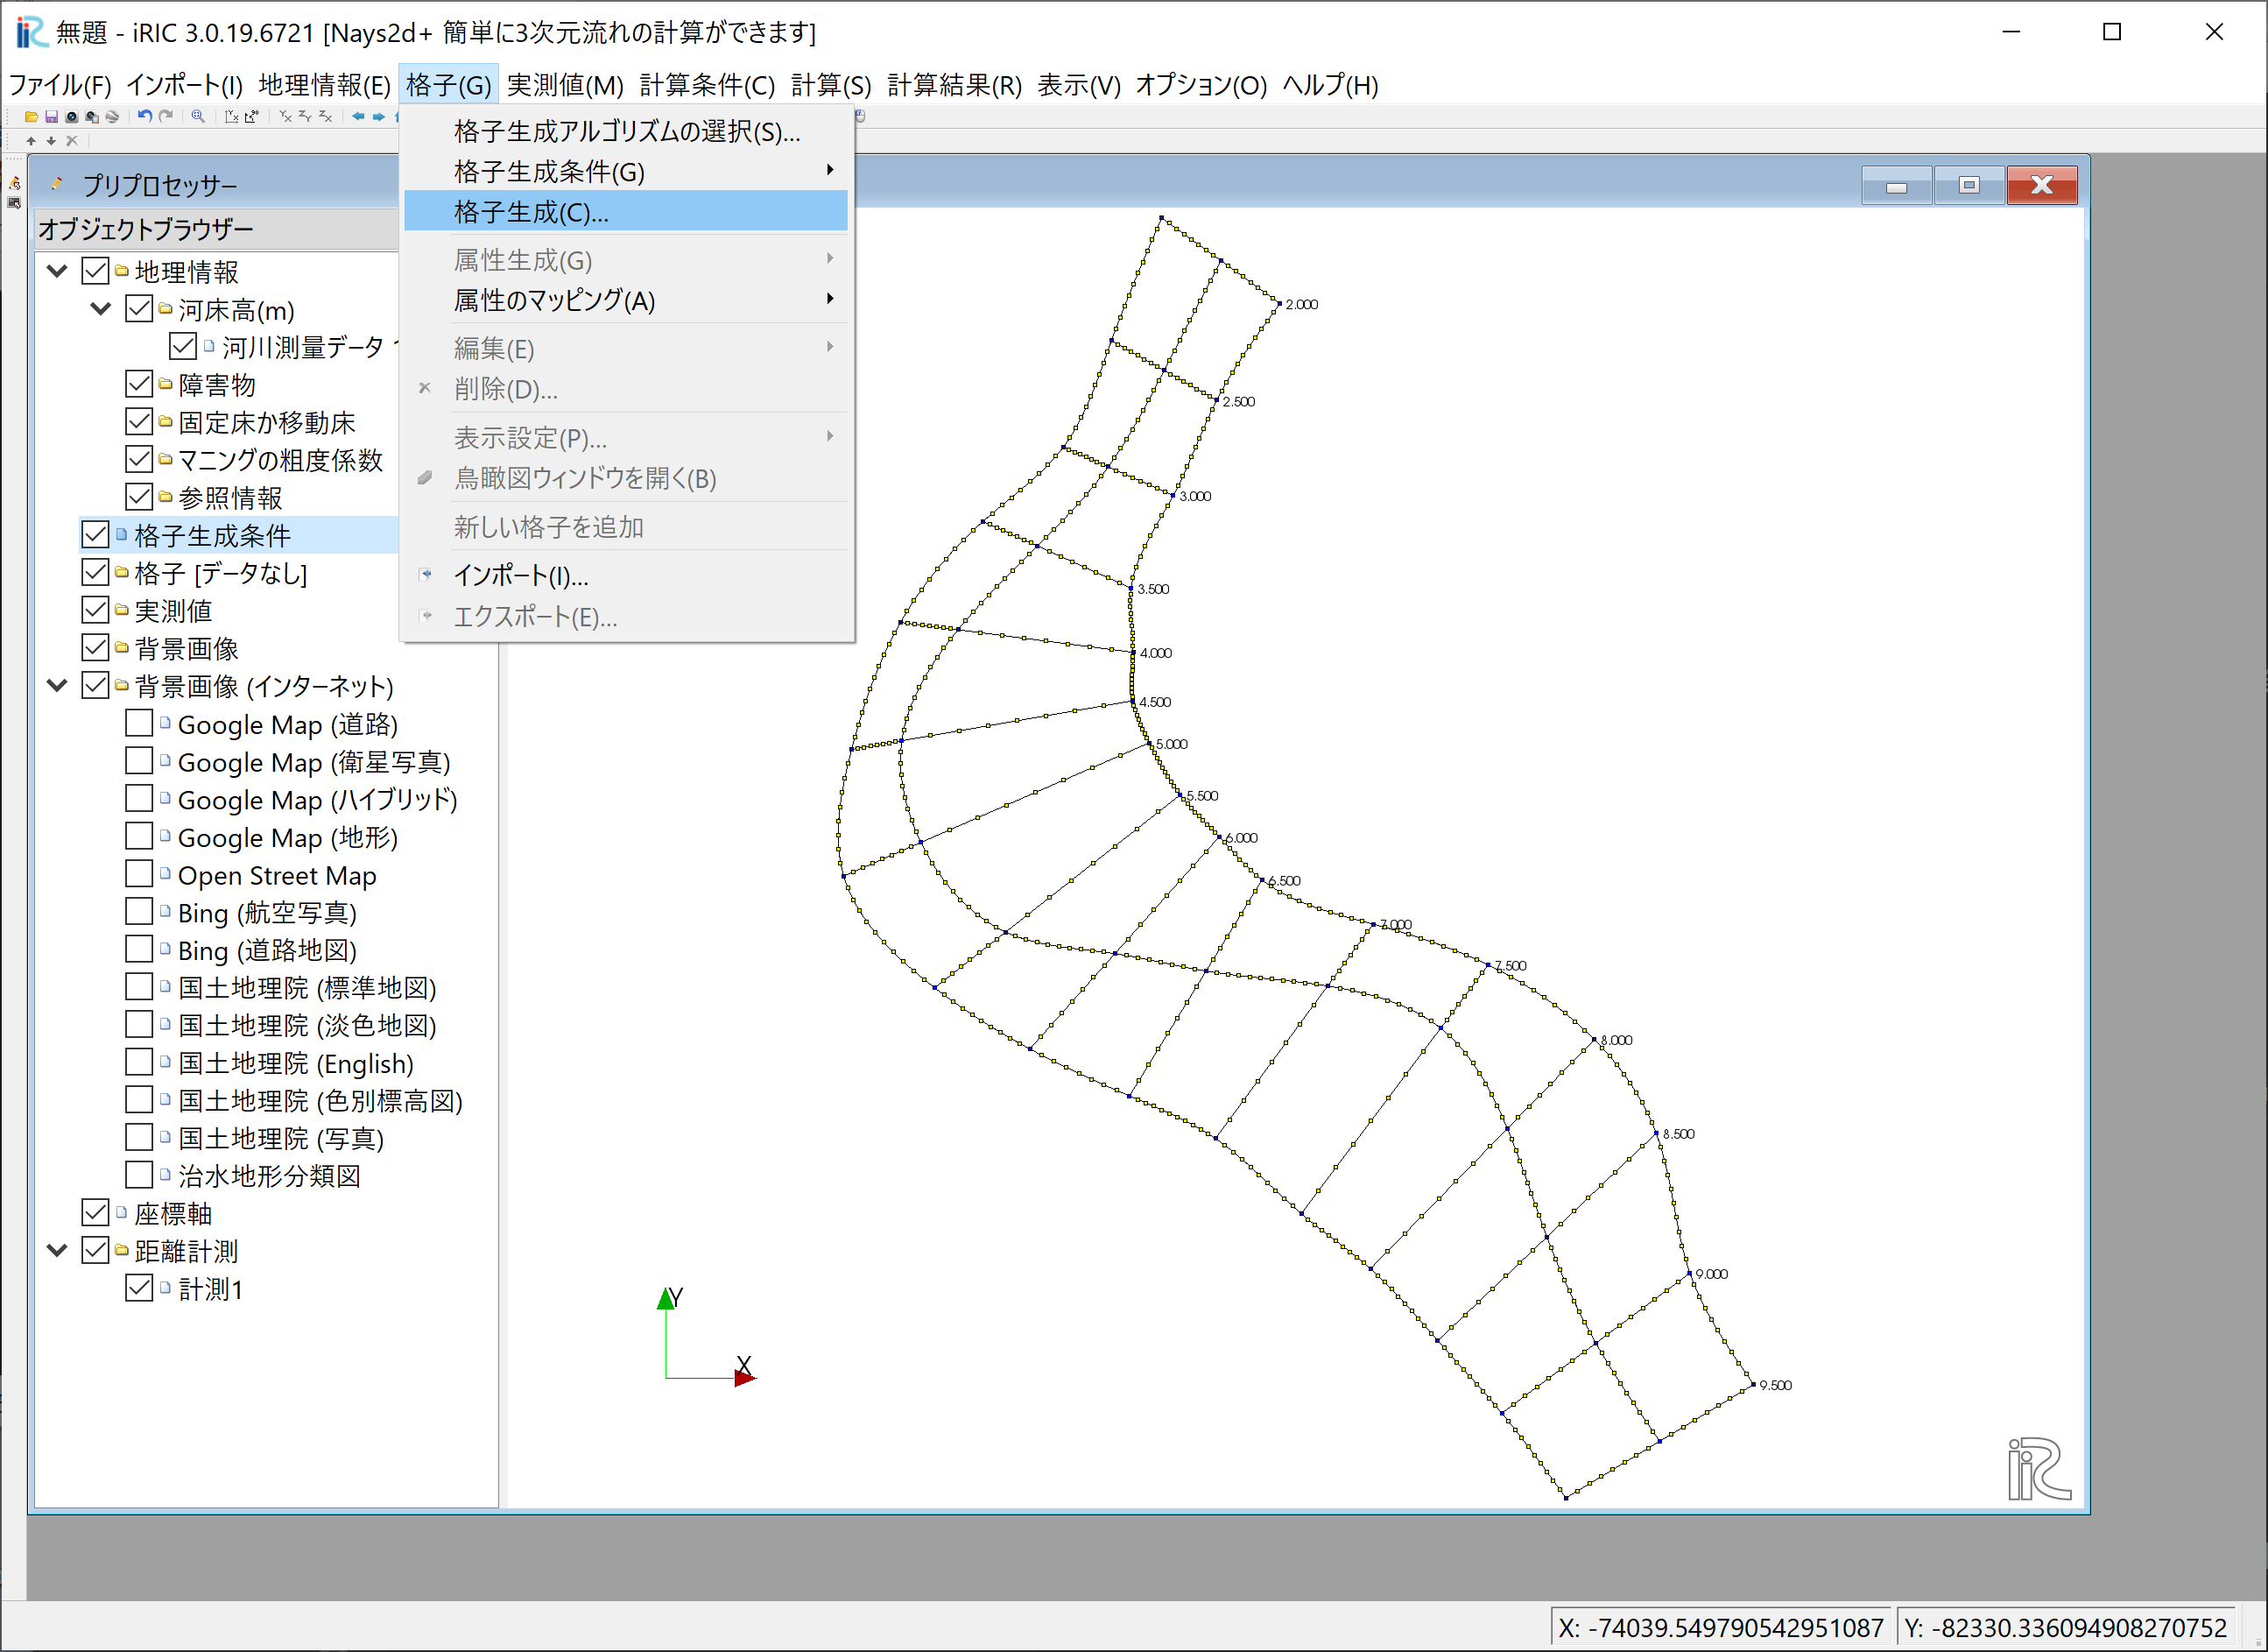 無題 - iRIC 3.0.19.6721 [Nays2d+ 簡単に3次元流れの計算ができます]
ファイル(F) インポート(I) 地理情報(E) 格子(G) 実測値(M) 計算条件(C) 計算(S) 計算結果(R) 表示(V) オプション(O) ヘルプ(H)
格子生成アルゴリズムの選択(S)...
格子生成条件(G)
格子生成(C)...
属性生成(G)
属性のマッピング(A)
編集(E)
削除(D)...
表示設定(P)...
鳥瞰図ウィンドウを開く(B)
新しい格子を追加
インポート(I)...
エクスポート(E)...
プリプロセッサー
オブジェクトブラウザー
地理情報
河床高(m)
河川測量データ
障害物
固定床か移動床
マニングの粗度係数
参照情報
格子生成条件
格子 [データなし]
実測値
背景画像
背景画像 (インターネット)
Google Map (道路)
Google Map (衛星写真)
Google Map (ハイブリッド)
Google Map (地形)
Open Street Map
Bing (航空写真)
Bing (道路地図)
国土地理院 (標準地図)
国土地理院 (淡色地図)
国土地理院 (English)
国土地理院 (色別標高図)
国土地理院 (写真)
治水地形分類図
座標軸
距離計測
計測1
2.000
2.500
3.000
3.500
4.000
4.500
5.000
5.500
6.000
6.500
7.000
7.500
8.000
8.500
9.000
9.500
Y
X
iRIC
X: -74039.549790542951087
Y: -82330.336094908270752